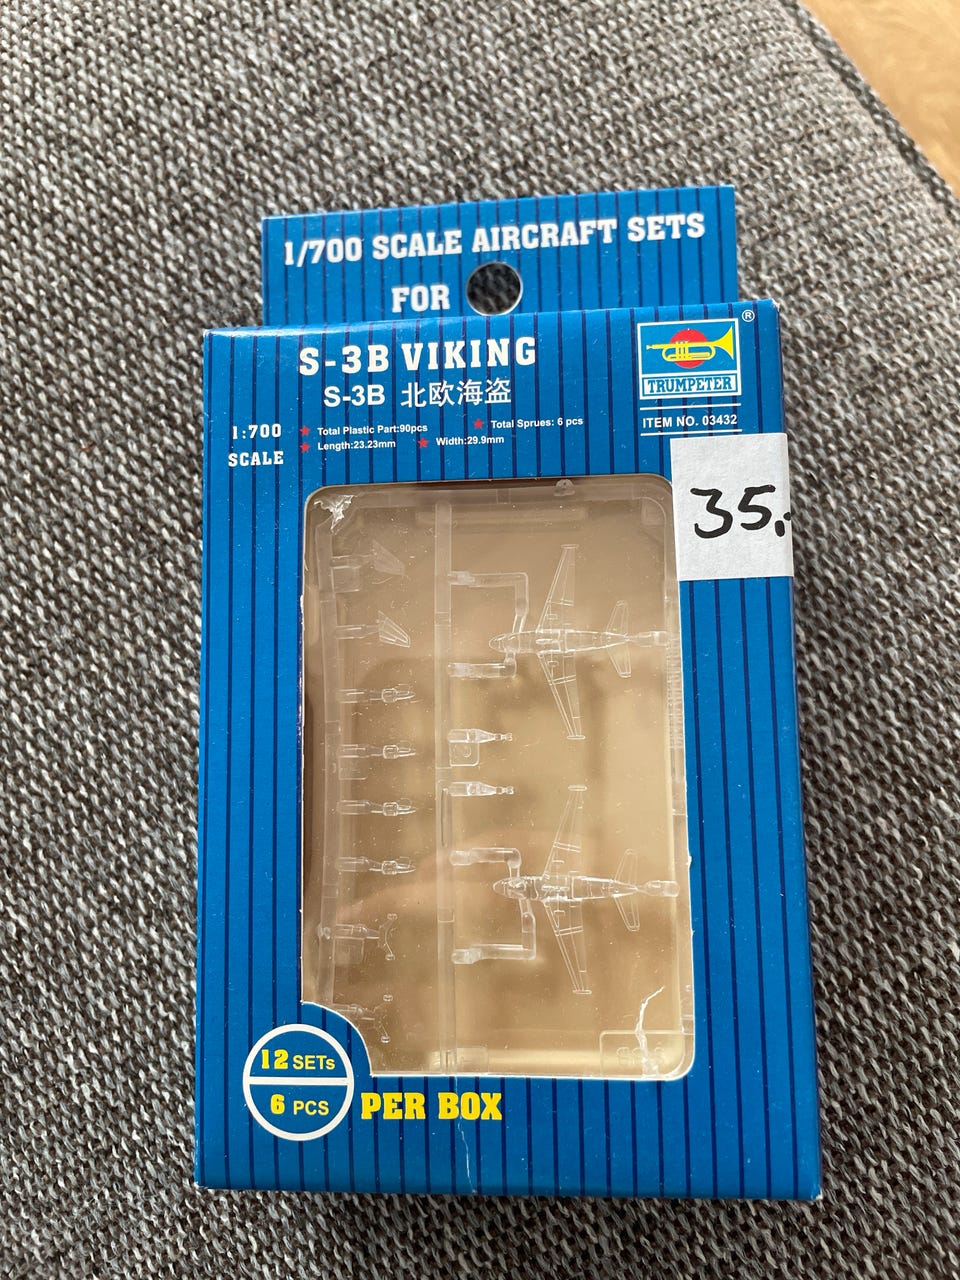 1/700 SCALE AIRCRAFT SETS
FOR
S-3B VIKING
S-3B 北欧海盗
®
TRUMPETER
ITEM NO. 03432
1:700
SCALE
Total Plastic Part:90pcs
Total Sprues: 6 pcs
Length:23.23mm
Width:29.9mm
35,-
12 SETs
6 PCS
PER BOX